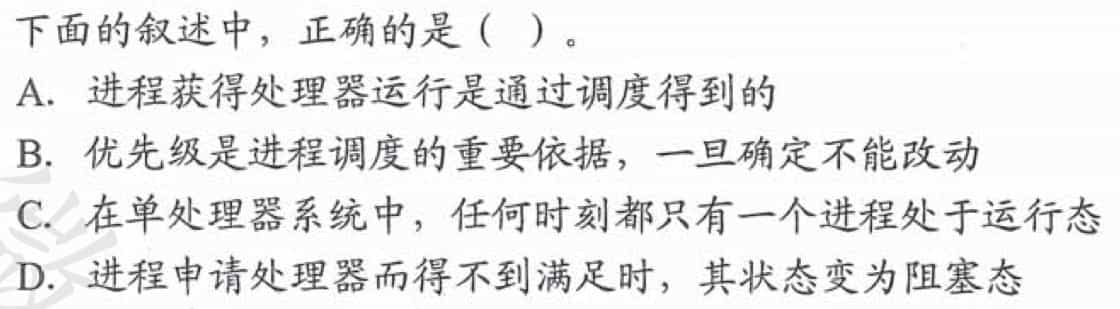 下面的叙述中，正确的是（ ）。
A. 进程获得处理器运行是通过调度得到的
B. 优先级是进程调度的重要依据，一旦确定不能改动
C. 在单处理器系统中，任何时刻都只有一个进程处于运行态
D. 进程申请处理器而得不到满足时，其状态变为阻塞态